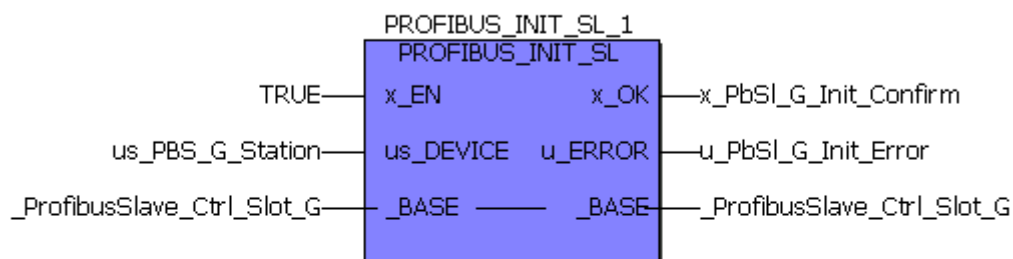 PROFIBUS_INIT_SL_1
PROFIBUS_INIT_SL
TRUE x_EN x_OK x_PbSl_G_Init_Confirm
us_PBS_G_Station us_DEVICE u_ERROR u_PbSl_G_Init_Error
_ProfibusSlave_Ctrl_Slot_G _BASE _BASE _ProfibusSlave_Ctrl_Slot_G